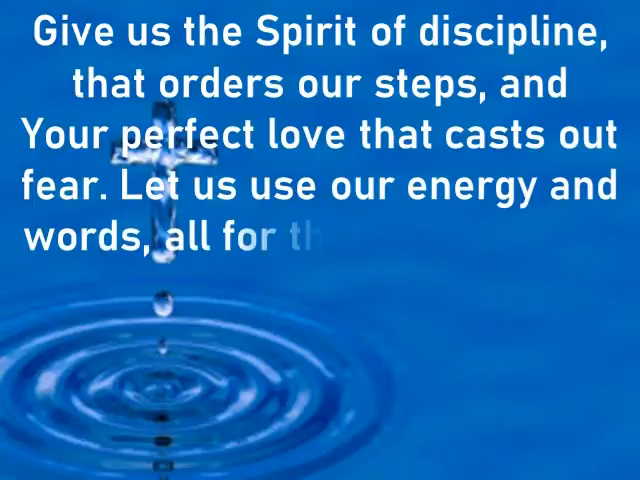 Give us the Spirit of discipline,
that orders our steps, and
Your perfect love that casts out
fear. Let us use our energy and
words, all for